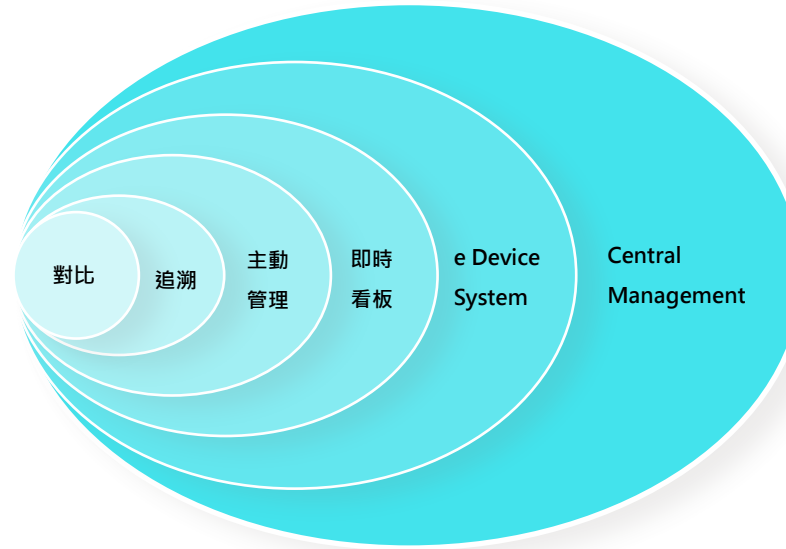 對比
追溯
主動
管理
即時
看板
e Device
System
Central
Management